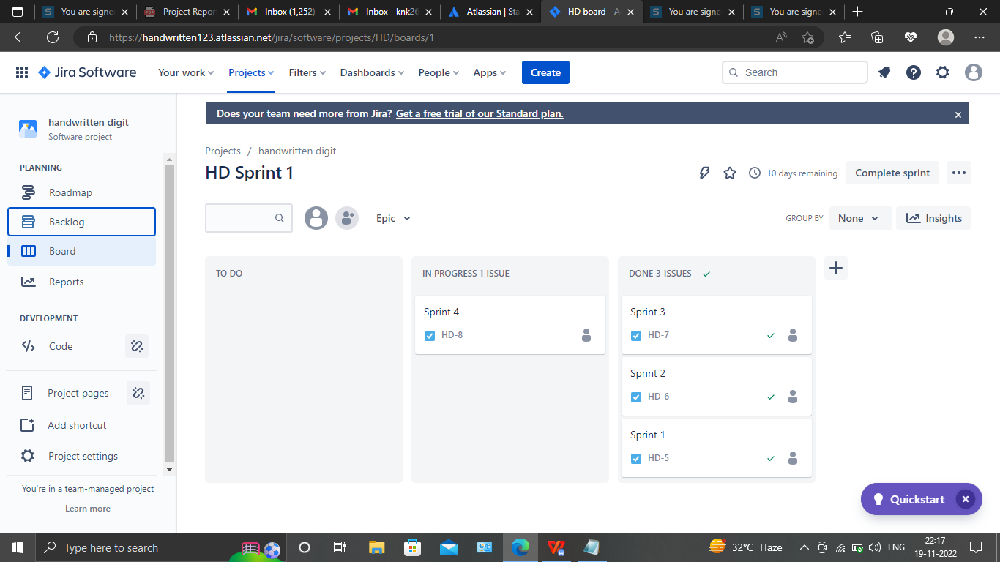 You are signe
Project Repor
Inbox (1,252)
Inbox - knk26
Atlassian | Sta
HD board - A
You are signe
You are signe
https://handwritten123.atlassian.net/jira/software/projects/HD/boards/1
Jira Software
Your work
Projects
Filters
Dashboards
People
Apps
Create
Search
handwritten digit
Software project
Does your team need more from Jira? Get a free trial of our Standard plan.
PLANNING
Roadmap
Backlog
Board
Reports
DEVELOPMENT
Code
Project pages
Add shortcut
Project settings
You're in a team-managed project
Learn more
Projects / handwritten digit
HD Sprint 1
10 days remaining
Complete sprint
Epic
GROUP BY
None
Insights
TO DO
IN PROGRESS 1 ISSUE
Sprint 4
HD-8
DONE 3 ISSUES
Sprint 3
HD-7
Sprint 2
HD-6
Sprint 1
HD-5
Quickstart
Type here to search
32°C Haze
ENG
22:17
19-11-2022